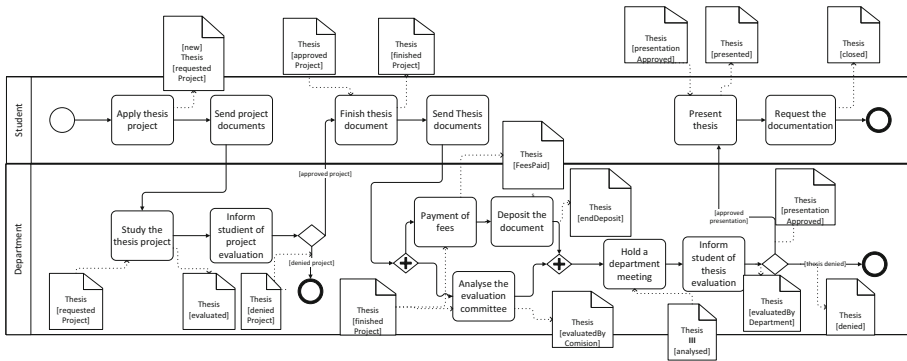 [new]
Thesis
[requested
Project]
Thesis
[approved
Project]
Thesis
[finished
Project]
Thesis
[presentation
Approved]
Thesis
[presented]
Thesis
[closed]
Student
Apply thesis
project
Send project
documents
Finish thesis
document
Send Thesis
documents
Present
thesis
Request the
documentation
Thesis
[FeesPaid]
[approved project]
Department
Study the
thesis project
Inform
student of
project
evaluation
[denied project]
Payment of
fees
Deposit the
document
Thesis
[endDeposit]
[approved
presentation]
Thesis
[presentation
Approved]
Hold a
department
meeting
Inform
student of
thesis
evaluation
[thesis denied]
Analyse the
evaluation
committee
Thesis
[requested
Project]
Thesis
[evaluated]
Thesis
[denied
Project]
Thesis
[finished
Project]
Thesis
[evaluatedBy
Comision]
Thesis
[analysed]
Thesis
[evaluatedBy
Department]
Thesis
[denied]